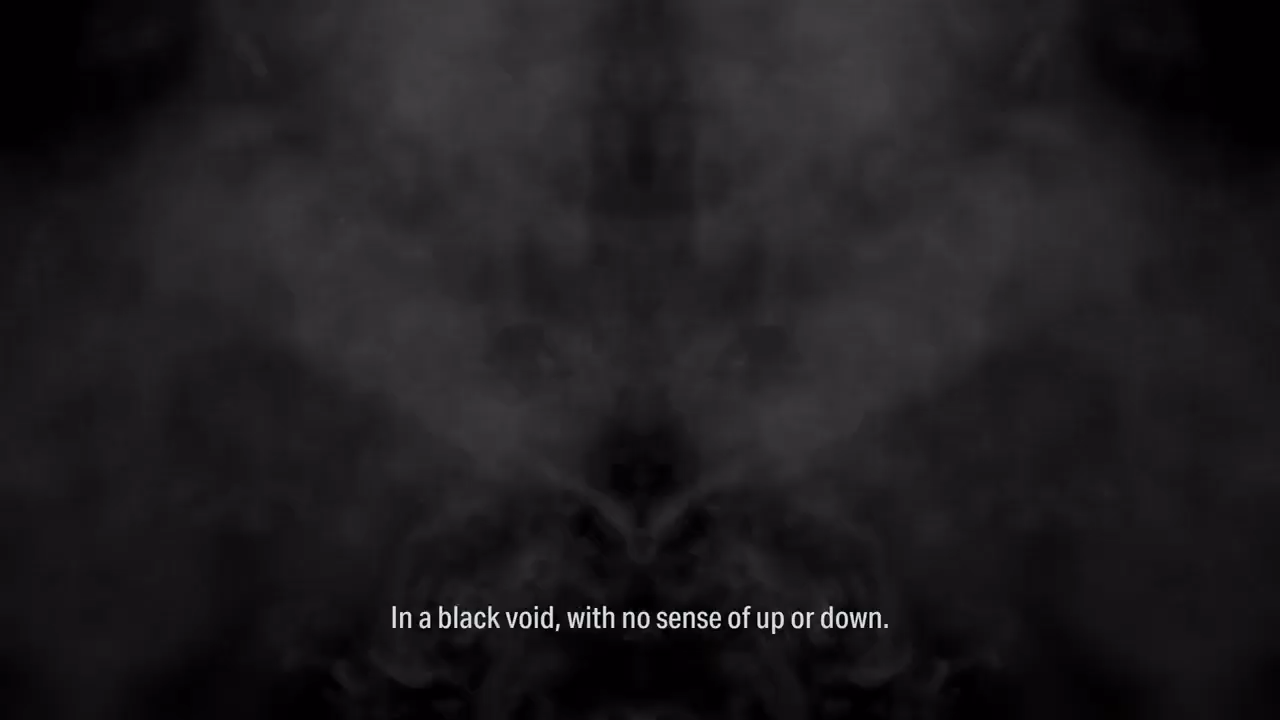 In a black void, with no sense of up or down.